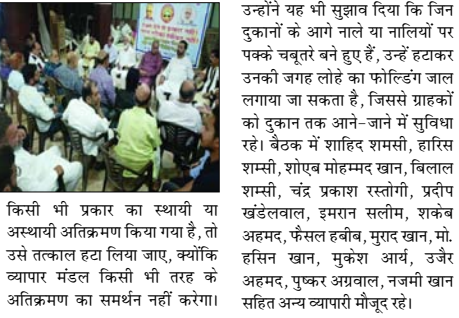 किसी भी प्रकार का स्थायी या
अस्थायी अतिक्रमण किया गया है, तो
उसे तत्काल हटा लिया जाए, क्योंकि
व्यापार मंडल किसी भी तरह के
अतिक्रमण का समर्थन नहीं करेगा।
उन्होंने यह भी सुझाव दिया कि जिन
दुकानों के आगे नाले या नालियों पर
पक्के चबूतरे बने हुए हैं, उन्हें हटाकर
उनकी जगह लोहे का फोल्डिंग जाल
लगाया जा सकता है, जिससे ग्राहकों
को दुकान तक आने-जाने में सुविधा
रहे। बैठक में शाहिद शमसी, हारिस
शम्सी, शोएब मोहम्मद खान, बिलाल
शम्सी, चंद्र प्रकाश रस्तोगी, प्रदीप
खंडेलवाल, इमरान सलीम, शकेब
अहमद, फैसल हबीब, मुराद खान, मो.
हसिन खान, मुकेश आर्य, उजैर
अहमद, पुष्कर अग्रवाल, नजमी खान
सहित अन्य व्यापारी मौजूद रहे।